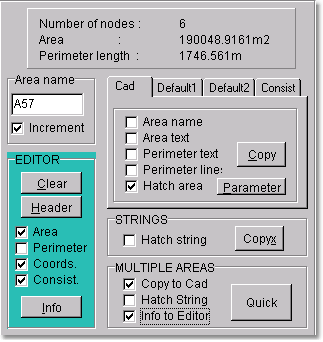 Number of nodes : 6
Area : 190048.9161m2
Perimeter length : 1746.561m
Area name
A57
Increment
EDITOR
Clear
Header
Area
Perimeter
Coords.
Consist.
Info
Cad Default1 Default2 Consist
Area name
Area text
Perimeter text
Perimeter line:
Hatch area
Copy
Parameter
STRINGS
Hatch string
Copyx
MULTIPLE AREAS
Copy to Cad
Hatch String
Info to Editor
Quick